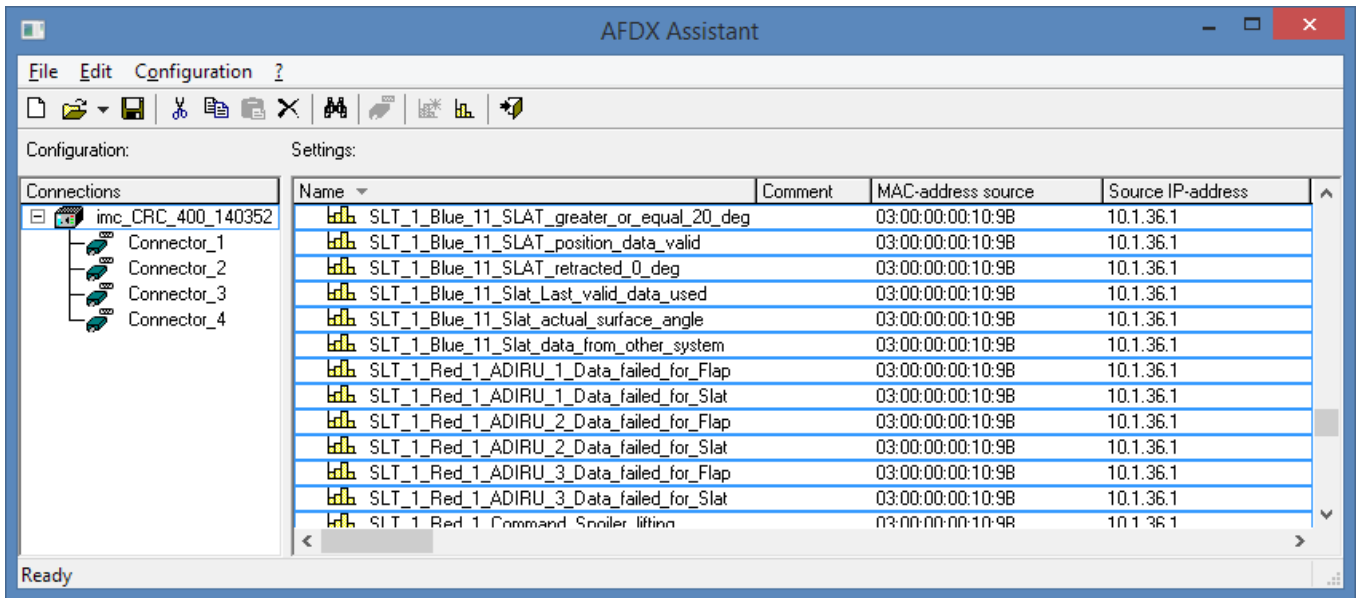 AFDX Assistant
File Edit Configuration ?
Configuration: Settings:
Connections Name Comment MAC-address source Source IP-address
imc_CRC_400_140352 SLT_1_Blue_11_SLAT_greater_or_equal_20_deg 03:00:00:00:10:9B 10.1.36.1
Connector_1 SLT_1_Blue_11_SLAT_position_data_valid 03:00:00:00:10:9B 10.1.36.1
Connector_2 SLT_1_Blue_11_SLAT_retracted_0_deg 03:00:00:00:10:9B 10.1.36.1
Connector_3 SLT_1_Blue_11_Slat_Last_valid_data_used 03:00:00:00:10:9B 10.1.36.1
Connector_4 SLT_1_Blue_11_Slat_actual_surface_angle 03:00:00:00:10:9B 10.1.36.1
SLT_1_Blue_11_Slat_data_from_other_system 03:00:00:00:10:9B 10.1.36.1
SLT_1_Red_1_ADIRU_1_Data_failed_for_Flap 03:00:00:00:10:9B 10.1.36.1
SLT_1_Red_1_ADIRU_1_Data_failed_for_Slat 03:00:00:00:10:9B 10.1.36.1
SLT_1_Red_1_ADIRU_2_Data_failed_for_Flap 03:00:00:00:10:9B 10.1.36.1
SLT_1_Red_1_ADIRU_2_Data_failed_for_Slat 03:00:00:00:10:9B 10.1.36.1
SLT_1_Red_1_ADIRU_3_Data_failed_for_Flap 03:00:00:00:10:9B 10.1.36.1
SLT_1_Red_1_ADIRU_3_Data_failed_for_Slat 03:00:00:00:10:9B 10.1.36.1
SLT_1_Red_1_Command_Spoiler_lifting 03:00:00:00:10:9B 10.1.36.1
Ready